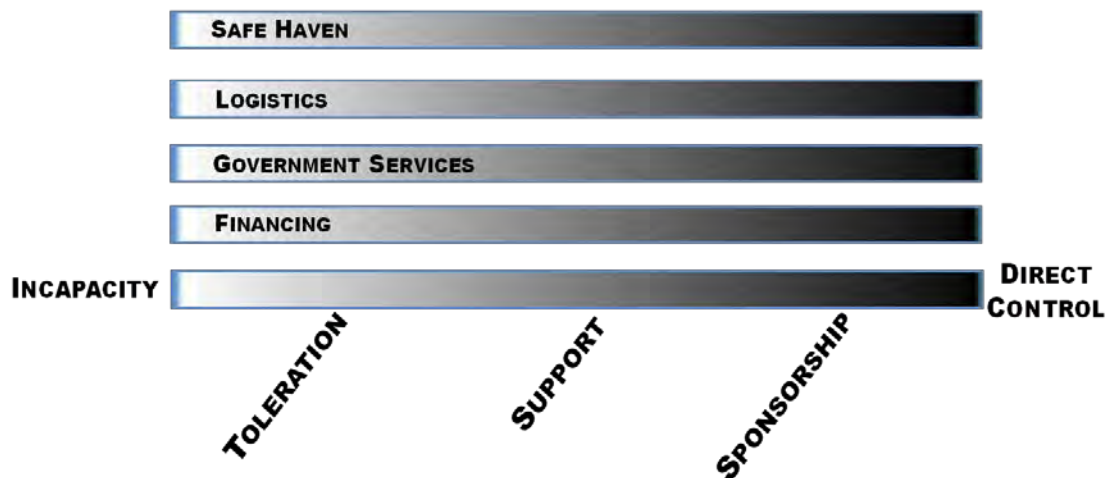 SAFE HAVEN
LOGISTICS
GOVERNMENT SERVICES
FINANCING
INCAPACITY
DIRECT
CONTROL
TOLERATION
SUPPORT
SPONSORSHIP